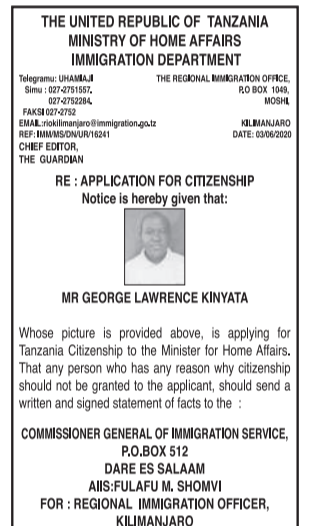 THE UNITED REPUBLIC OF TANZANIA
MINISTRY OF HOME AFFAIRS
IMMIGRATION DEPARTMENT
Telegramu: UHAMIAJI
Simu : 027-2751557.
027-2752284.
FAKSI 027-2752
EMAIL:riokilimanjaro@immigration.go.tz
REF: IMM/MS/DN/UR/16241
CHIEF EDITOR,
THE GUARDIAN
THE REGIONAL IMMIGRATION OFFICE,
P.O BOX 1049,
MOSHI,
KILIMANJARO
DATE: 03/06/2020
RE : APPLICATION FOR CITIZENSHIP
Notice is hereby given that:
MR GEORGE LAWRENCE KINYATA
Whose picture is provided above, is applying for
Tanzania Citizenship to the Minister for Home Affairs.
That any person who has any reason why citizenship
should not be granted to the applicant, should send a
written and signed statement of facts to the :
COMMISSIONER GENERAL OF IMMIGRATION SERVICE,
P.O.BOX 512
DARE ES SALAAM
AIIS:FULAFU M. SHOMVI
FOR : REGIONAL IMMIGRATION OFFICER,
KILIMANJARO